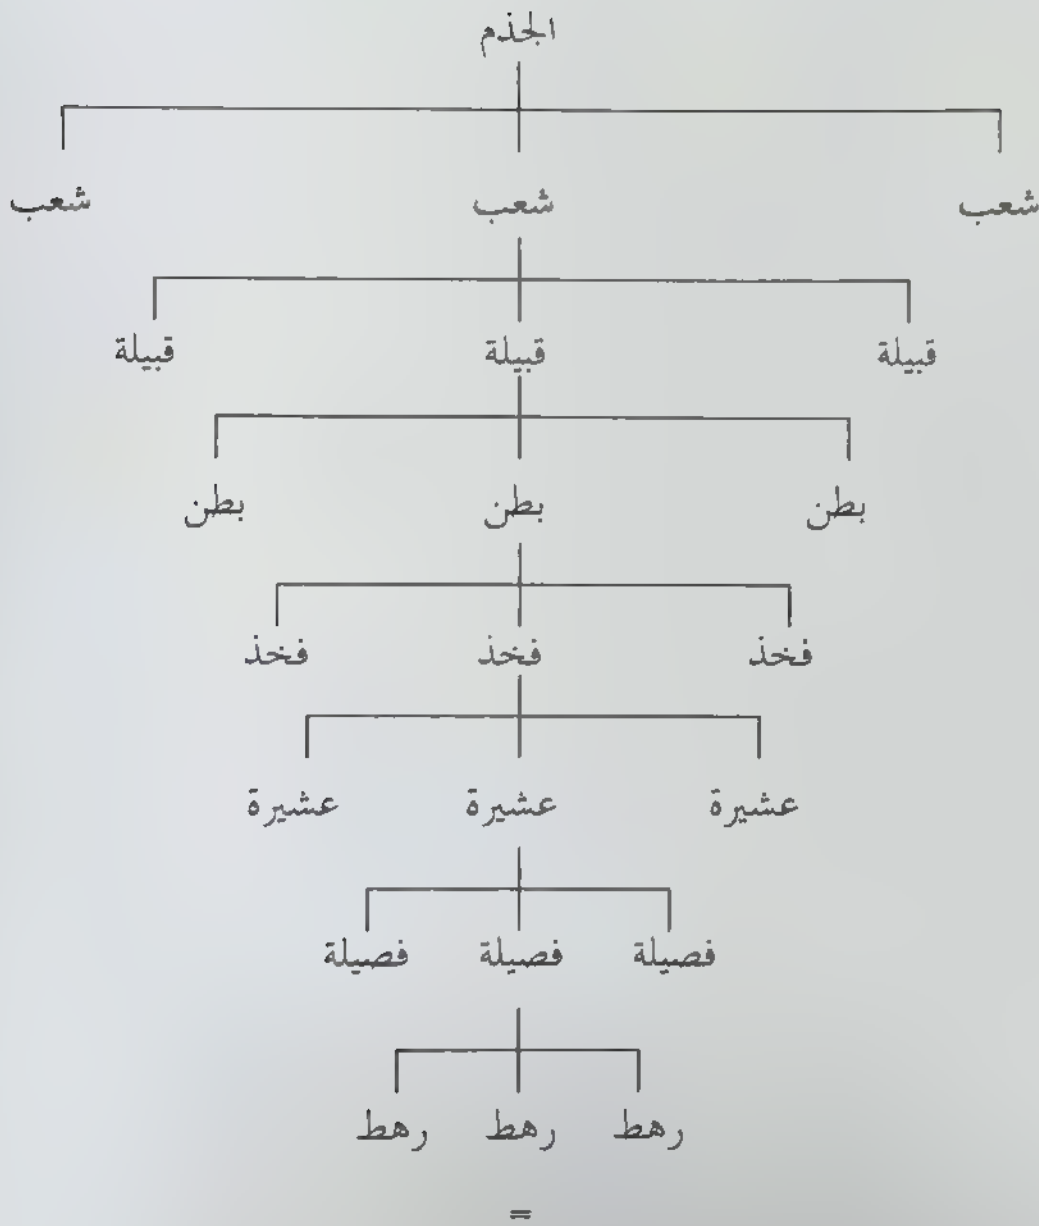 الجذم
شعب شعب شعب
قبيلة قبيلة قبيلة
بطن بطن بطن
فخذ فخذ فخذ
عشيرة عشيرة عشيرة
فصيلة فصيلة فصيلة
رهط رهط رهط
=